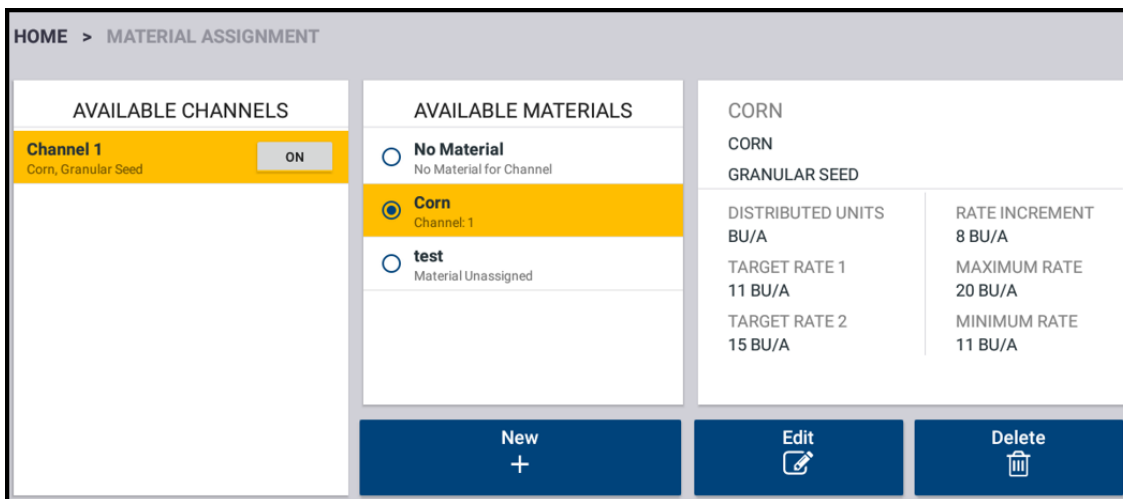 HOME > MATERIAL ASSIGNMENT
AVAILABLE CHANNELS
Channel 1
Corn, Granular Seed
ON
AVAILABLE MATERIALS
No Material
No Material for Channel
Corn
Channel: 1
test
Material Unassigned
CORN
CORN
GRANULAR SEED
DISTRIBUTED UNITS
BU/A
TARGET RATE 1
11 BU/A
TARGET RATE 2
15 BU/A
RATE INCREMENT
8 BU/A
MAXIMUM RATE
20 BU/A
MINIMUM RATE
11 BU/A
New
Edit
Delete